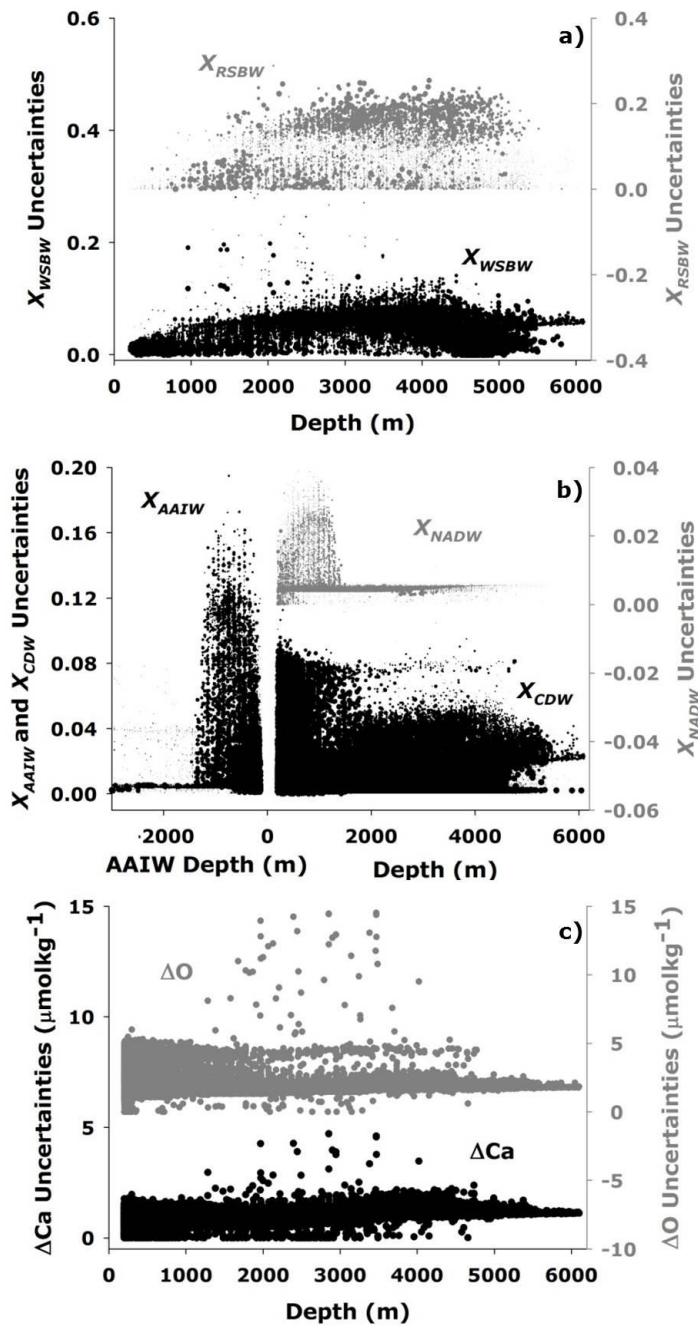 a)
X_WSBW Uncertainties
0.6
0.4
0.2
0.0
X_RSBW
X_WSBW
0.4
0.2
0.0
-0.2
-0.4
X_RSBW Uncertainties
0 1000 2000 3000 4000 5000 6000
Depth (m)
b)
X_AAIW and X_CDW Uncertainties
0.20
0.16
0.12
0.08
0.04
0.00
X_AAIW
X_NADW
X_CDW
0.04
0.02
0.00
-0.02
-0.04
-0.06
X_NADW Uncertainties
-2000 0 2000 4000 6000
AAIW Depth (m) Depth (m)
c)
ΔCa Uncertainties (μmolkg⁻¹)
15
10
5
0
ΔO
ΔCa
15
10
5
0
-5
-10
ΔO Uncertainties (μmolkg⁻¹)
0 1000 2000 3000 4000 5000 6000
Depth (m)